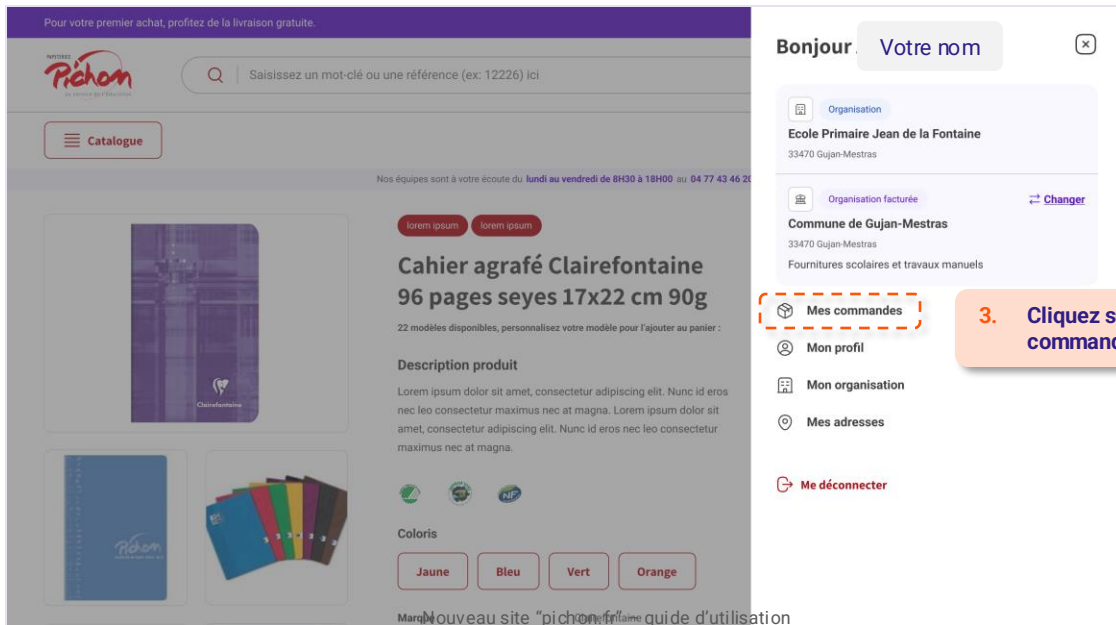 Pour votre premier achat, profitez de la livraison gratuite.
Pichon
Saisissez un mot-clé ou une référence (ex: 12226) ici
Catalogue
Nos équipes sont à votre écoute du lundi au vendredi de 8H30 à 18H00 au 04 77 43 46 20
lorem ipsum lorem ipsum
Cahier agrafé Clairefontaine
96 pages seyes 17x22 cm 90g
22 modèles disponibles, personnalisez votre modèle pour l'ajouter au panier :
Description produit
Lorem ipsum dolor sit amet, consectetur adipiscing elit. Nunc id eros
nec leo consectetur maximus nec at magna. Lorem ipsum dolor sit
amet, consectetur adipiscing elit. Nunc id eros nec leo consectetur
maximus nec at magna.
Clairefontaine
Pichon
NF
Coloris
Jaune Bleu Vert Orange
Marque Clairefontaine
Nouveau site “pichon.fr” – guide d’utilisation
Bonjour Votre nom
Organisation
Ecole Primaire Jean de la Fontaine
33470 Gujan-Mestras
Organisation facturée
Changer
Commune de Gujan-Mestras
33470 Gujan-Mestras
Fournitures scolaires et travaux manuels
Mes commandes
Mon profil
Mon organisation
Mes adresses
Me déconnecter
3. Cliquez s
command